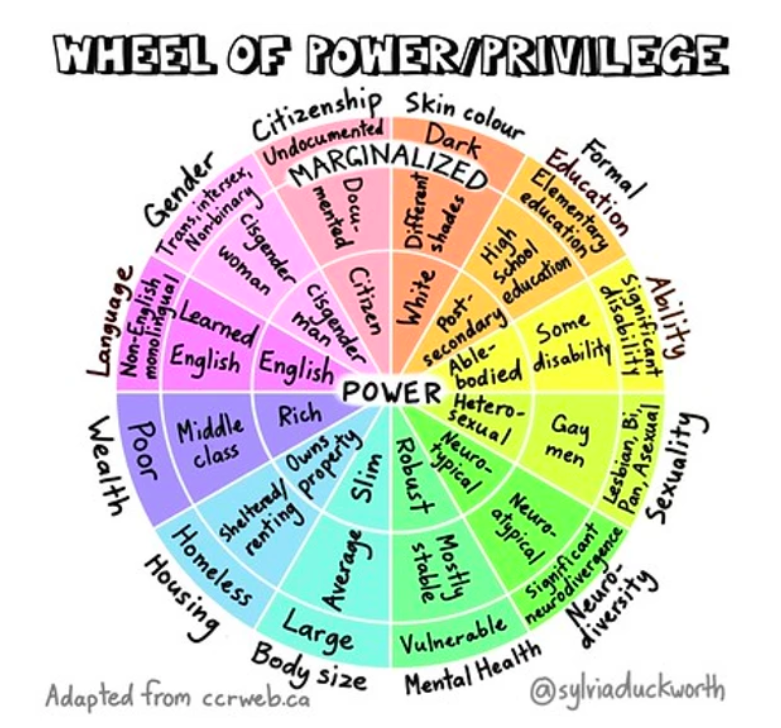 WHEEL OF POWER/PRIVILEGE
Citizenship
Undocumented
Docu-
mented
Citizen
Skin colour
Dark
Different
shades
White
Formal
Education
Elementary
education
High
school
education
Post-
secondary
Ability
Significant
disability
Some
disability
Able-
bodied
Sexuality
Lesbian, Bi,
Pan, Asexual
Gay
men
Hetero-
sexual
Neuro-
diversity
Significant
neurodivergence
Neuro-
atypical
Neuro-
typical
Mental Health
Vulnerable
Mostly
stable
Robust
Body size
Large
Average
Slim
Housing
Homeless
Sheltered/
renting
Owns
property
Wealth
Poor
Middle
class
Rich
Language
Non-English
monolingual
Learned
English
English
Gender
Trans, intersex,
Non-binary
cisgender
woman
cisgender
man
MARGINALIZED
POWER
Adapted from ccrweb.ca
@sylviaduckworth